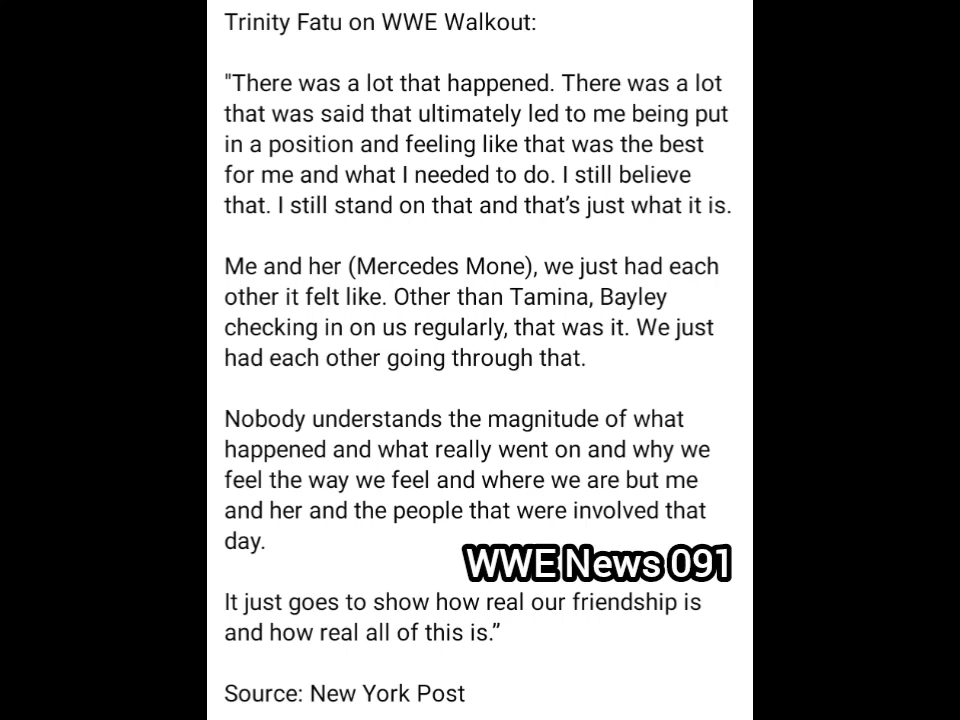 Trinity Fatu on WWE Walkout:
"There was a lot that happened. There was a lot
that was said that ultimately led to me being put
in a position and feeling like that was the best
for me and what I needed to do. I still believe
that. I still stand on that and that’s just what it is.
Me and her (Mercedes Mone), we just had each
other it felt like. Other than Tamina, Bayley
checking in on us regularly, that was it. We just
had each other going through that.
Nobody understands the magnitude of what
happened and what really went on and why we
feel the way we feel and where we are but me
and her and the people that were involved that
day.
WWE News 091
It just goes to show how real our friendship is
and how real all of this is.”
Source: New York Post